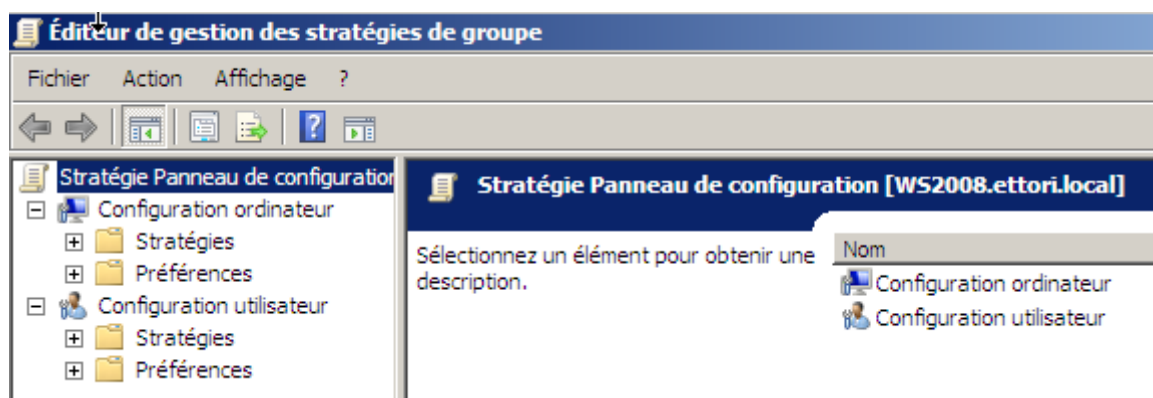 Éditeur de gestion des stratégies de groupe
Fichier Action Affichage ?
Stratégie Panneau de configuration
Configuration ordinateur
Stratégies
Préférences
Configuration utilisateur
Stratégies
Préférences
Stratégie Panneau de configuration [WS2008.ettori.local]
Sélectionnez un élément pour obtenir une
description.
Nom
Configuration ordinateur
Configuration utilisateur